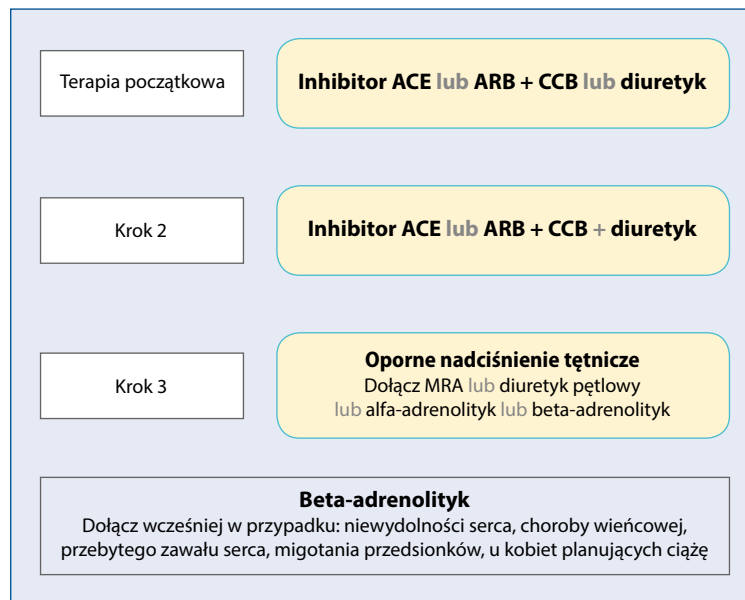 Terapia początkowa
Inhibitor ACE lub ARB + CCB lub diuretyk
Krok 2
Inhibitor ACE lub ARB + CCB + diuretyk
Krok 3
Oporne nadciśnienie tętnicze
Dołącz MRA lub diuretyk pętlowy
lub alfa-adrenolityk lub beta-adrenolityk
Beta-adrenolityk
Dołącz wcześniej w przypadku: niewydolności serca, choroby wieńcowej,
przebytego zawału serca, migotania przedsionków, u kobiet planujących ciążę